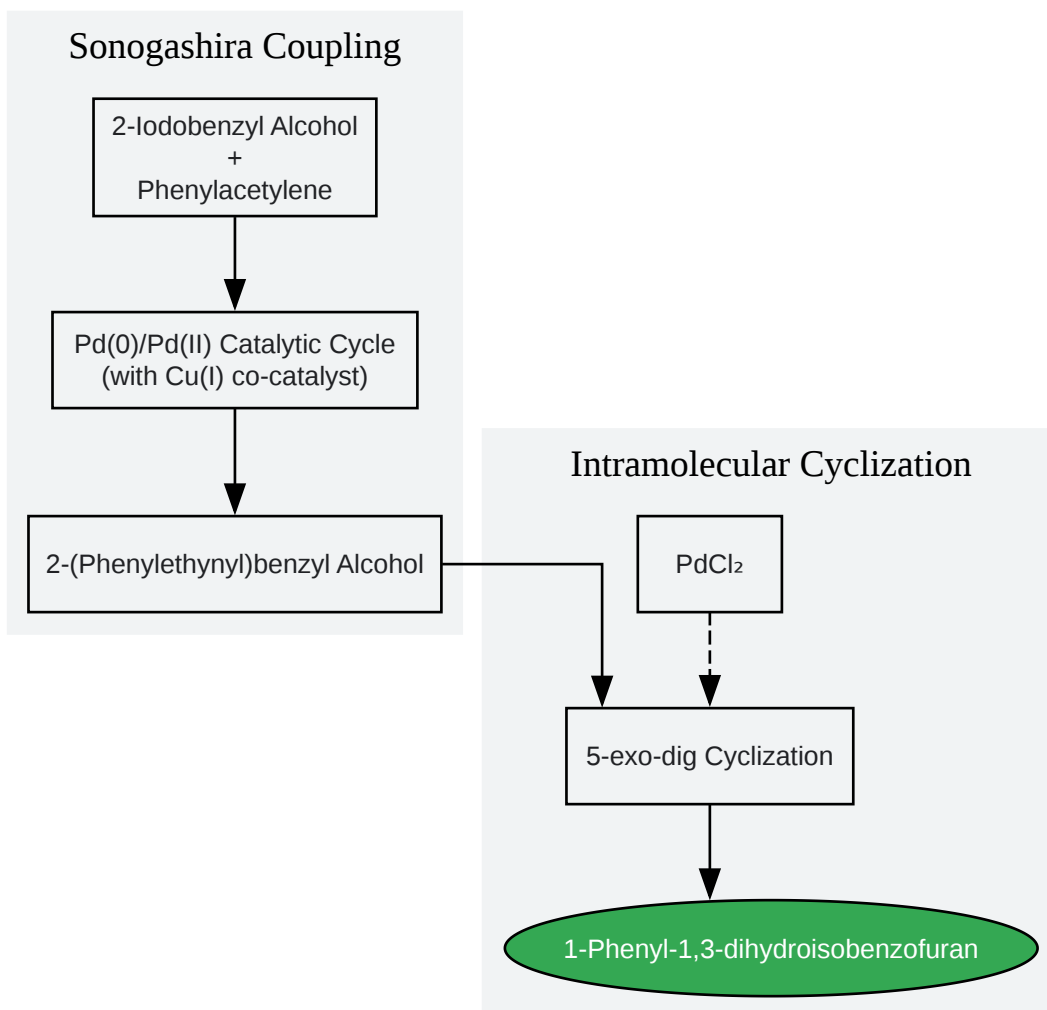 Sonogashira Coupling
2-Iodobenzyl Alcohol
+
Phenylacetylene
Pd(0)/Pd(II) Catalytic Cycle
(with Cu(I) co-catalyst)
2-(Phenylethynyl)benzyl Alcohol
Intramolecular Cyclization
PdCl₂
5-exo-dig Cyclization
1-Phenyl-1,3-dihydroisobenzofuran